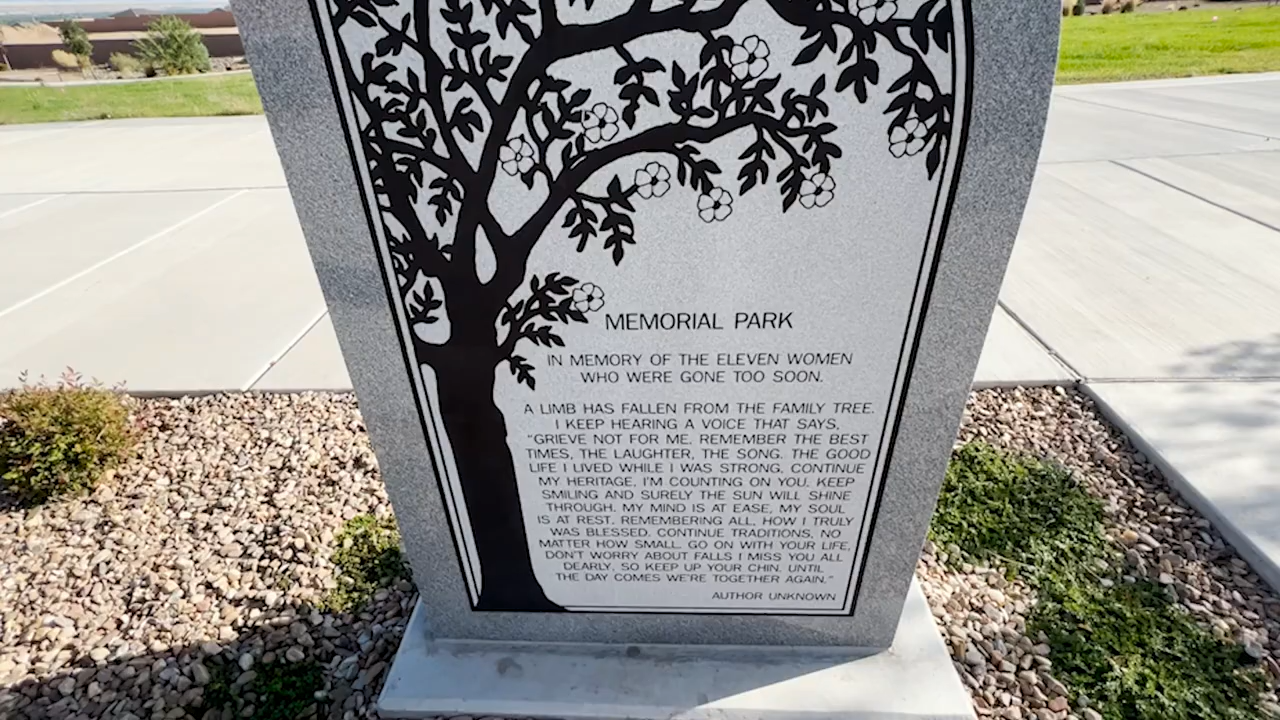 MEMORIAL PARK
IN MEMORY OF THE ELEVEN WOMEN
WHO WERE GONE TOO SOON.
A LIMB HAS FALLEN FROM THE FAMILY TREE.
I KEEP HEARING A VOICE THAT SAYS,
"GRIEVE NOT FOR ME. REMEMBER THE BEST
TIMES, THE LAUGHTER, THE SONG. THE GOOD
LIFE I LIVED WHILE I WAS STRONG. CONTINUE
MY HERITAGE, I'M COUNTING ON YOU. KEEP
SMILING AND SURELY THE SUN WILL SHINE
THROUGH. MY MIND IS AT EASE, MY SOUL
IS AT REST. REMEMBERING ALL, HOW I TRULY
WAS BLESSED. CONTINUE TRADITIONS, NO
MATTER HOW SMALL. GO ON WITH YOUR LIFE,
DON'T WORRY ABOUT FALLS I MISS YOU ALL
DEARLY, SO KEEP UP YOUR CHIN. UNTIL
THE DAY COMES WE'RE TOGETHER AGAIN."
AUTHOR UNKNOWN